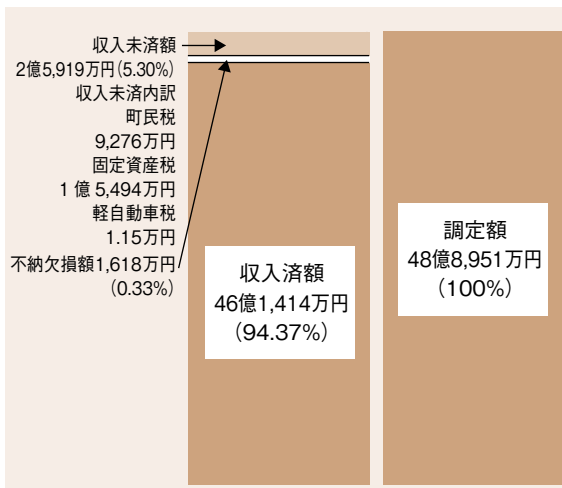 収入未済額
2億5,919万円(5.30%)
収入未済内訳
町民税
9,276万円
固定資産税
1億5,494万円
軽自動車税
1.15万円
不納欠損額1,618万円
(0.33%)
収入済額
46億1,414万円
(94.37%)
調定額
48億8,951万円
(100%)